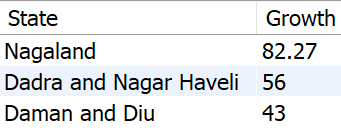 State Growth
Nagaland 82.27
Dadra and Nagar Haveli 56
Daman and Diu 43